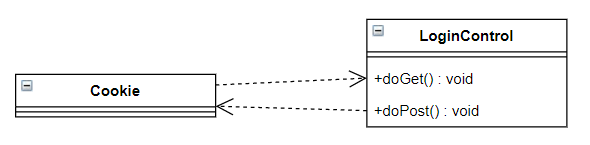 LoginControl
+doGet() : void
Cookie
+doPost() : void